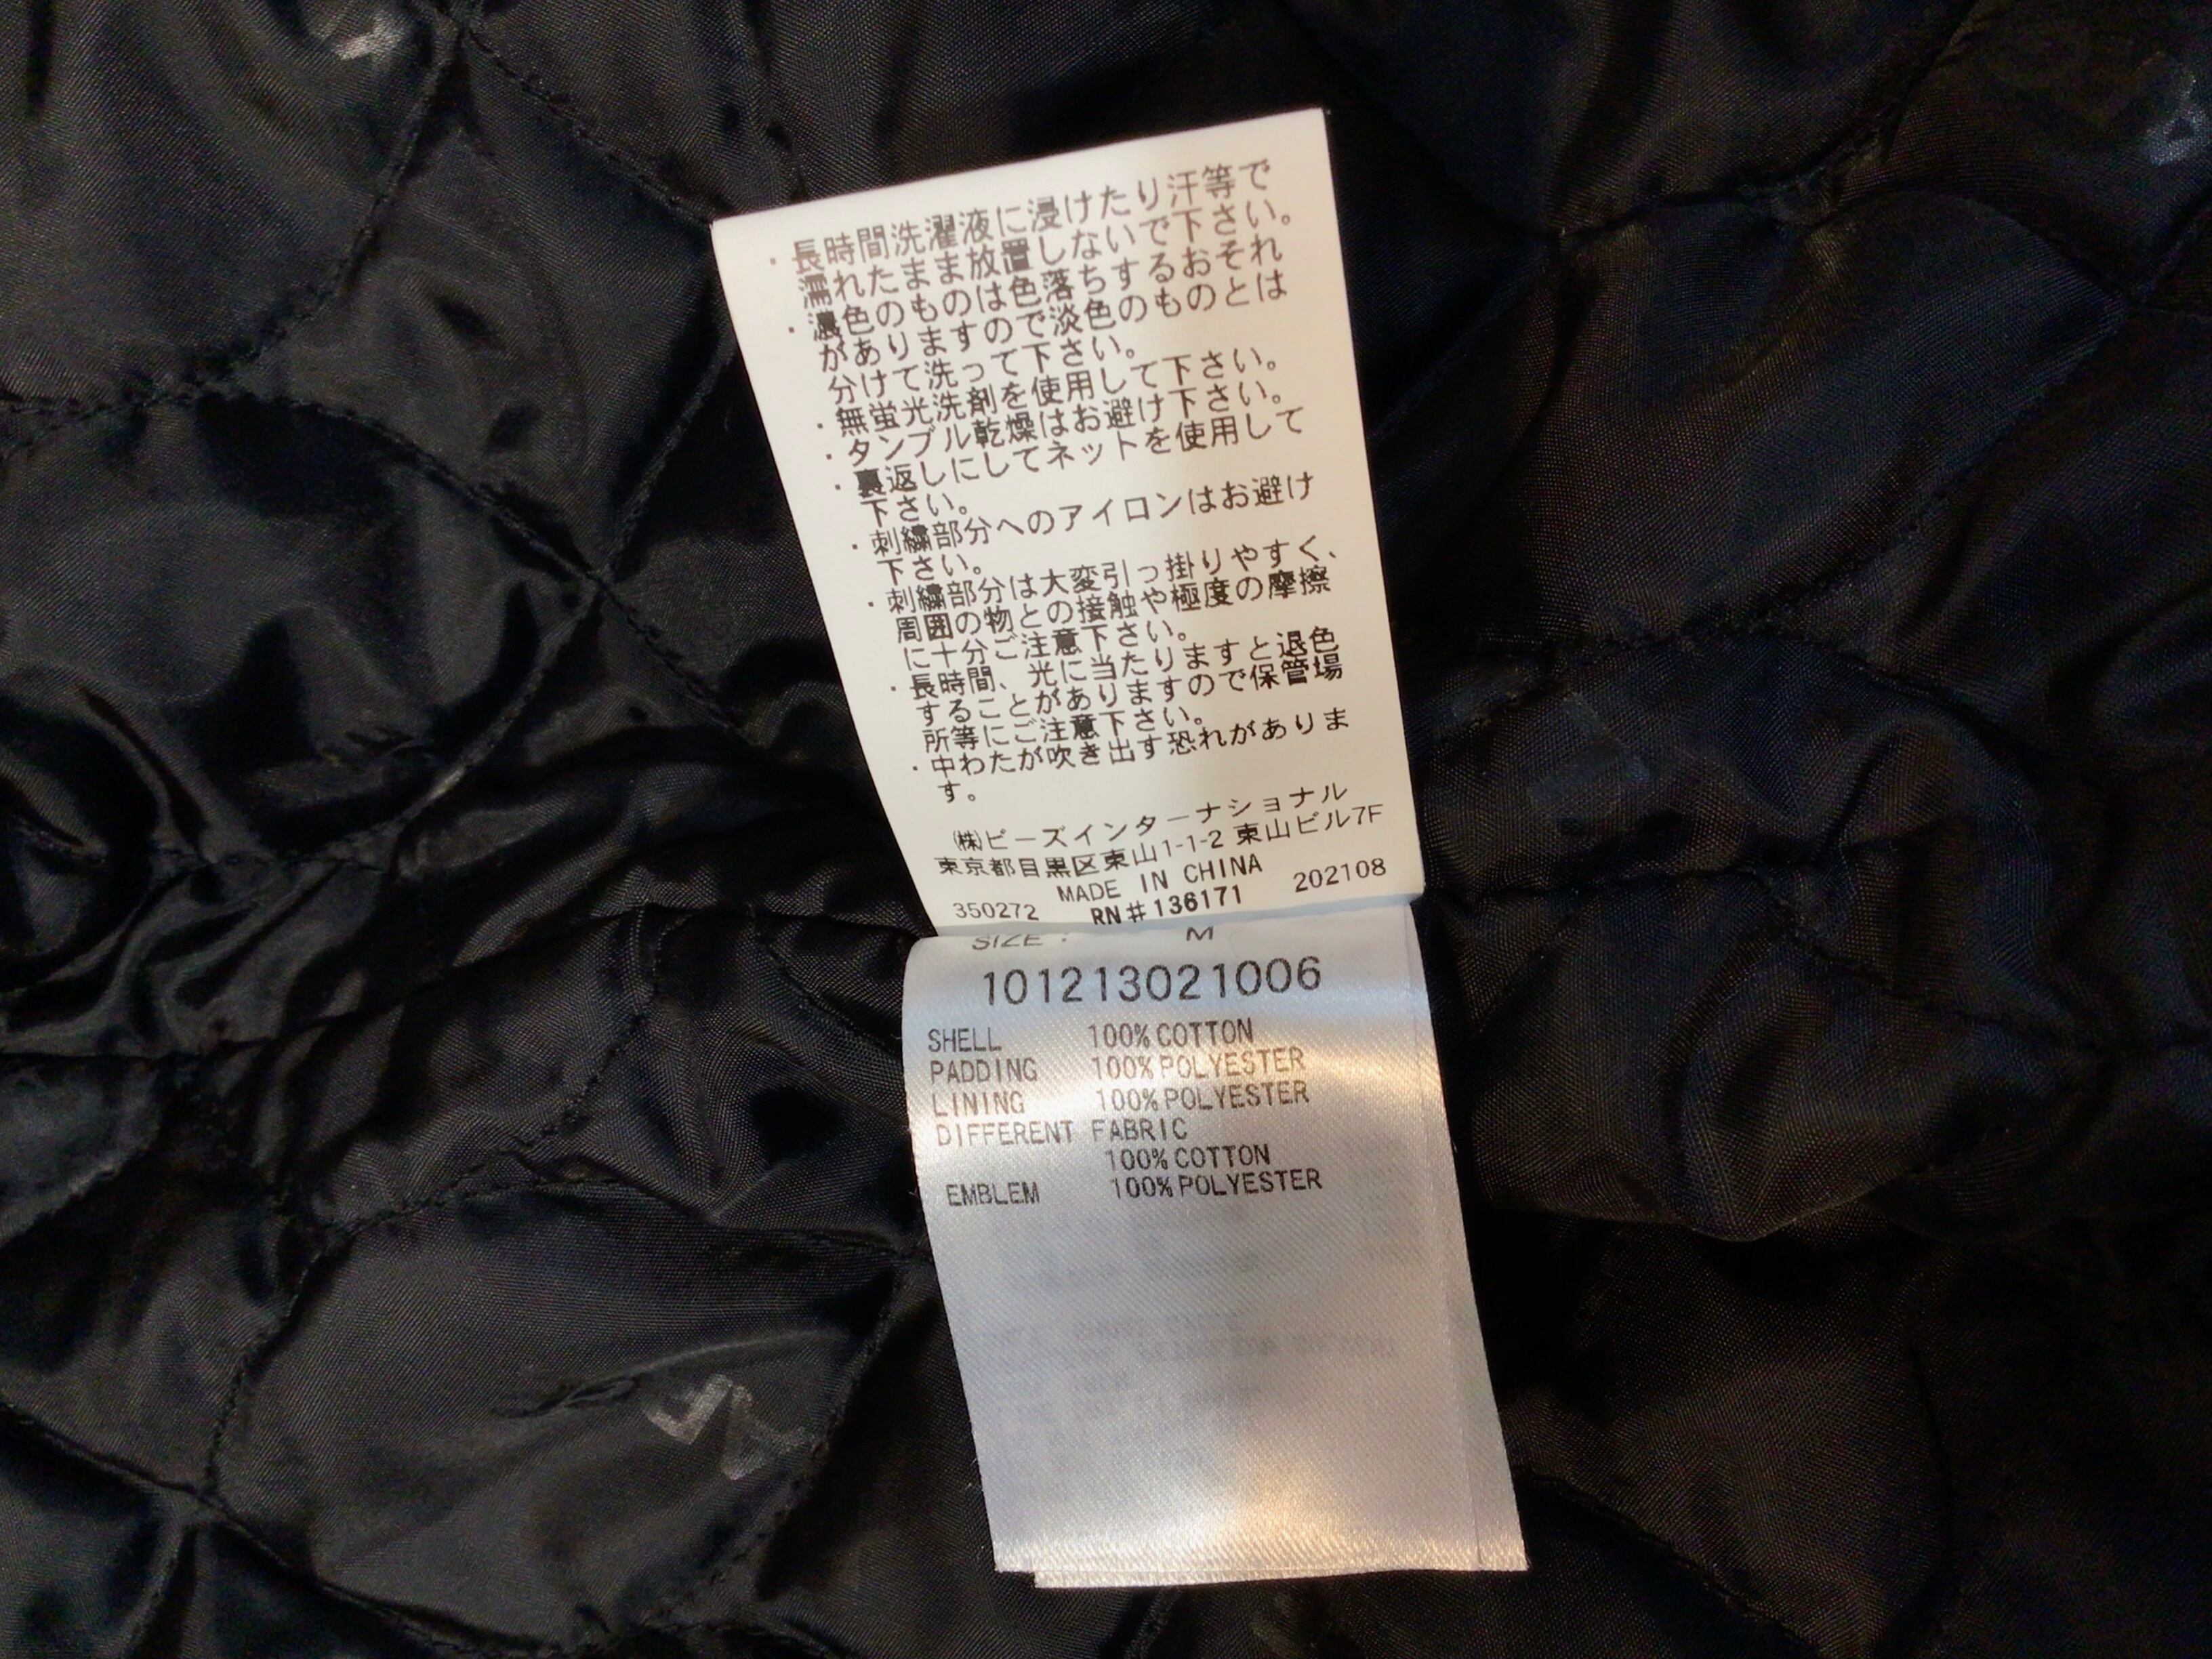 ・長時間洗濯液に浸けたり汗等で
濡れたまま放置しないで下さい。
・濃色のものは色落ちするおそれ
がありますので淡色のものとは
分けて洗って下さい。
・無蛍光洗剤を使用して下さい。
・タンブル乾燥はお避け下さい。
・裏返しにしてネットを使用して
下さい。
・刺繍部分へのアイロンはお避け
下さい。
・刺繍部分は大変引っ掛りやすく、
周囲の物との接触や極度の摩擦
に十分ご注意下さい。
・長時間、光に当たりますと退色
することがありますので保管場
所等にご注意下さい。
・中わたが吹き出す恐れがありま
す。
㈱ピーズインターナショナル
東京都目黒区東山1-1-2 東山ビル7F
MADE IN CHINA
350272 RN#136171 202108
SIZE : M
101213021006
SHELL 100% COTTON
PADDING 100% POLYESTER
LINING 100% POLYESTER
DIFFERENT FABRIC
100% COTTON
EMBLEM 100% POLYESTER